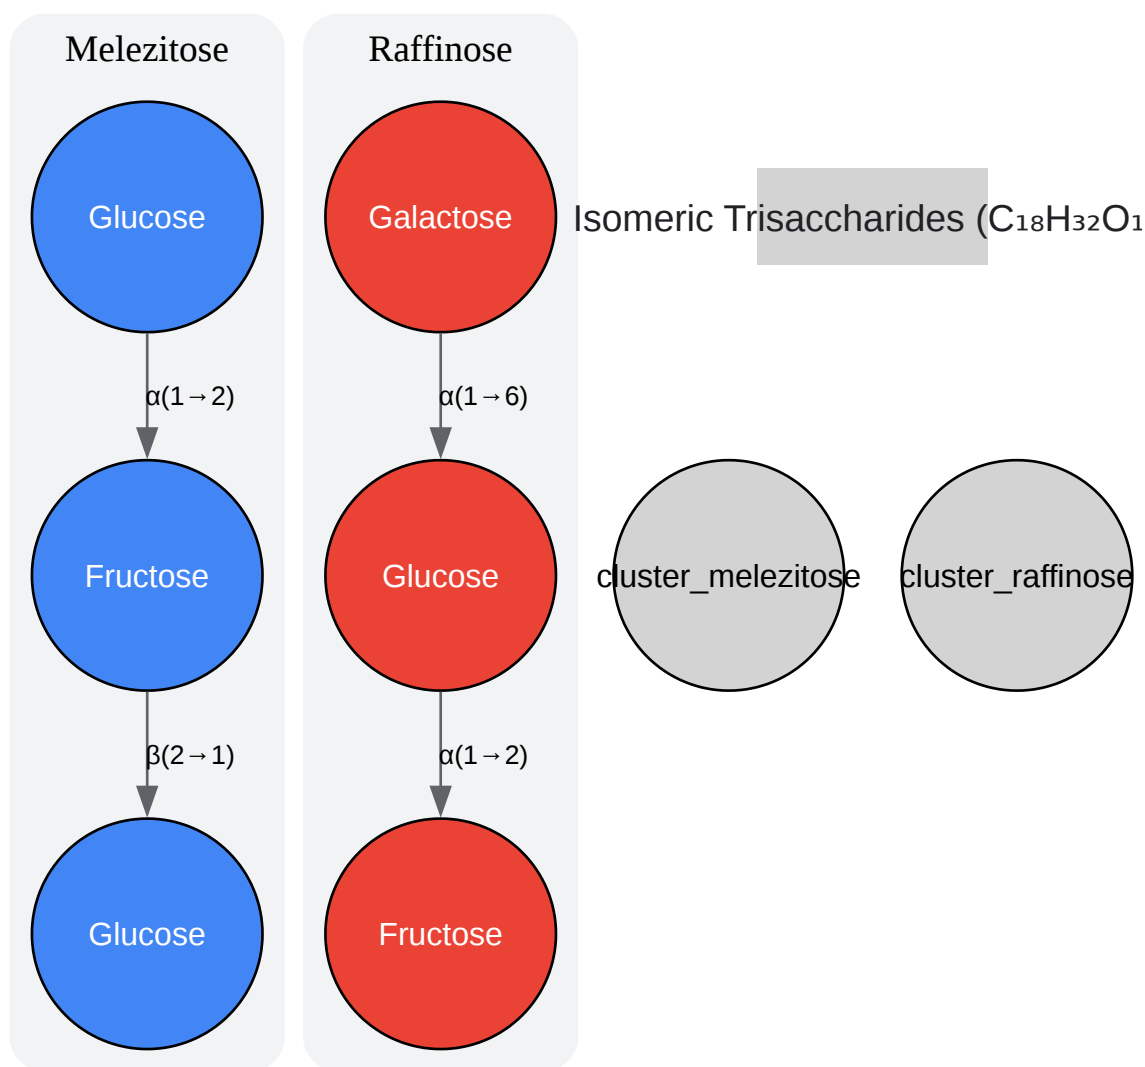 Melezitose
Raffinose
Glucose
Galactose
Isomeric Trisaccharides (C₁₈H₃₂O₁
α(1→2)
α(1→6)
Fructose
Glucose
cluster_melezitose
cluster_raffinose
β(2→1)
α(1→2)
Glucose
Fructose